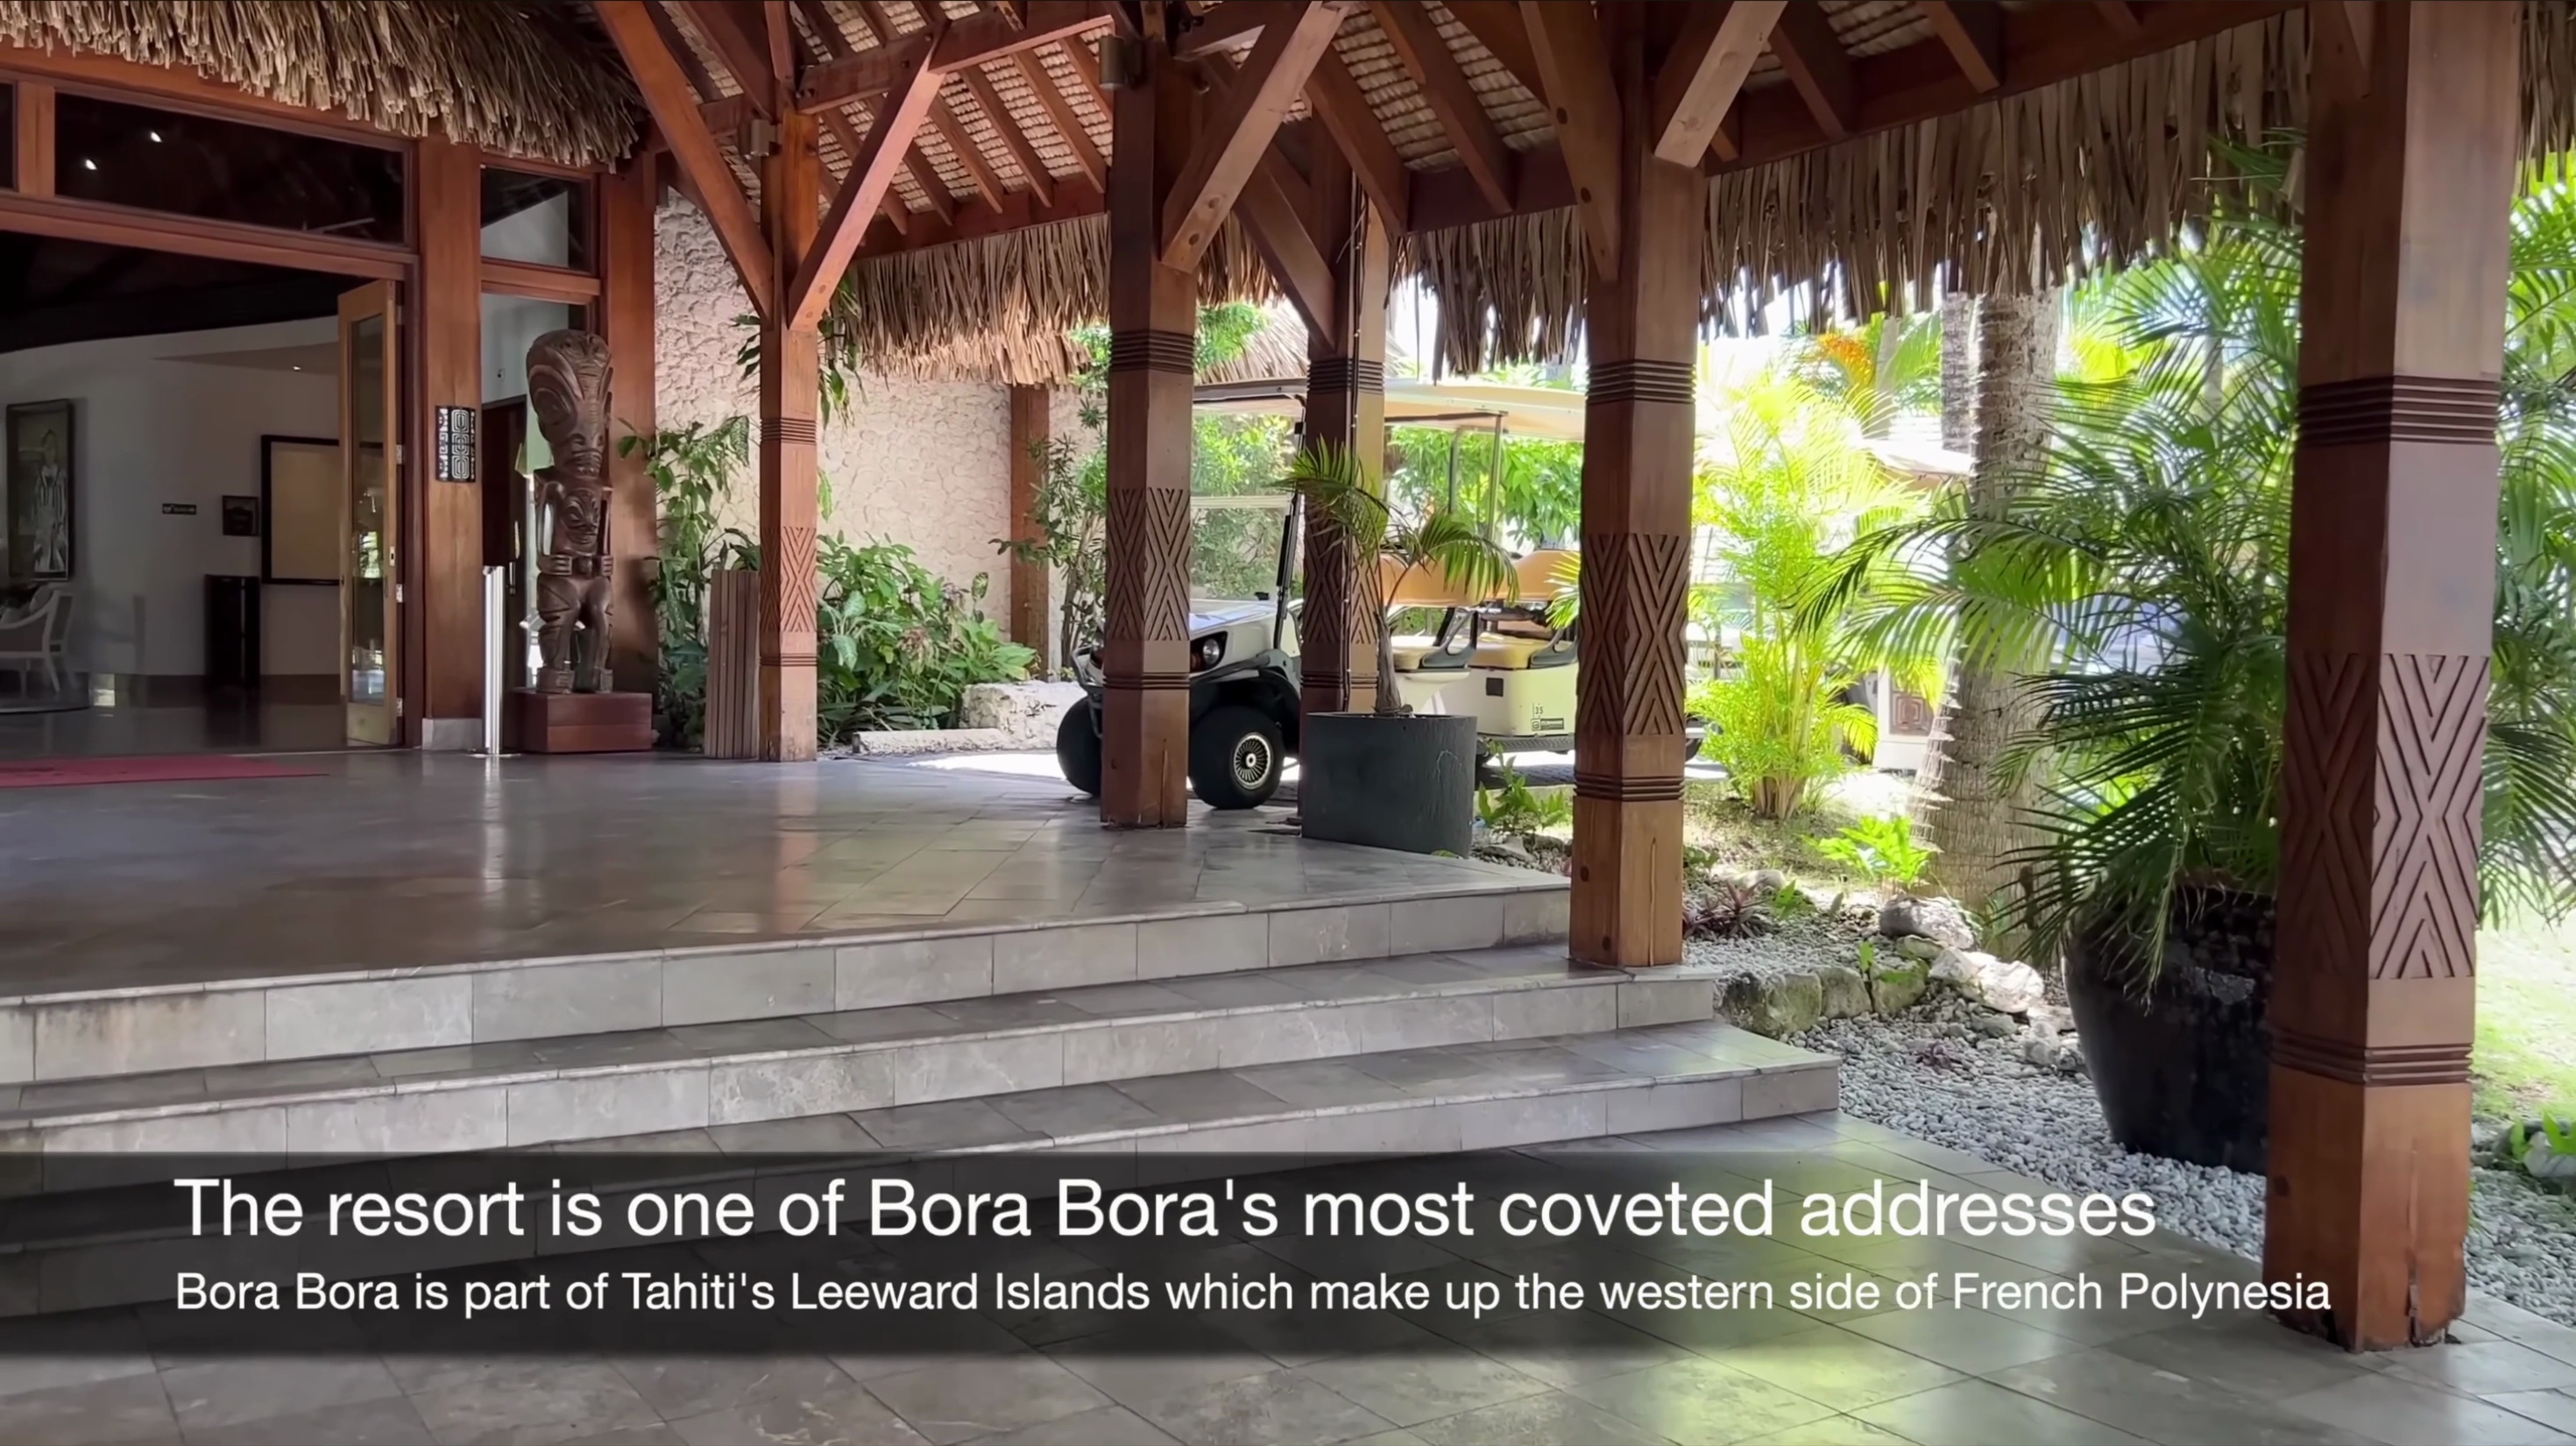 The resort is one of Bora Bora's most coveted addresses
Bora Bora is part of Tahiti's Leeward Islands which make up the western side of French Polynesia
35